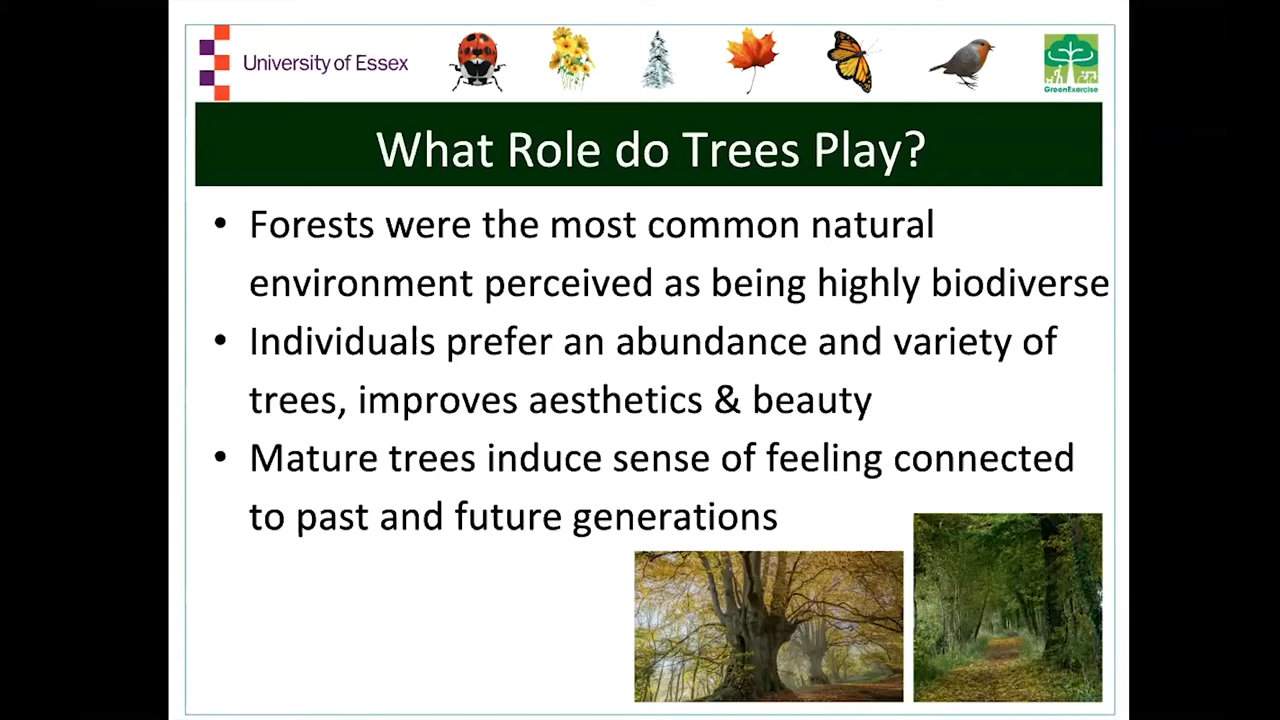 University of Essex
GreenExercise
What Role do Trees Play?
• Forests were the most common natural
environment perceived as being highly biodiverse
• Individuals prefer an abundance and variety of
trees, improves aesthetics & beauty
• Mature trees induce sense of feeling connected
to past and future generations